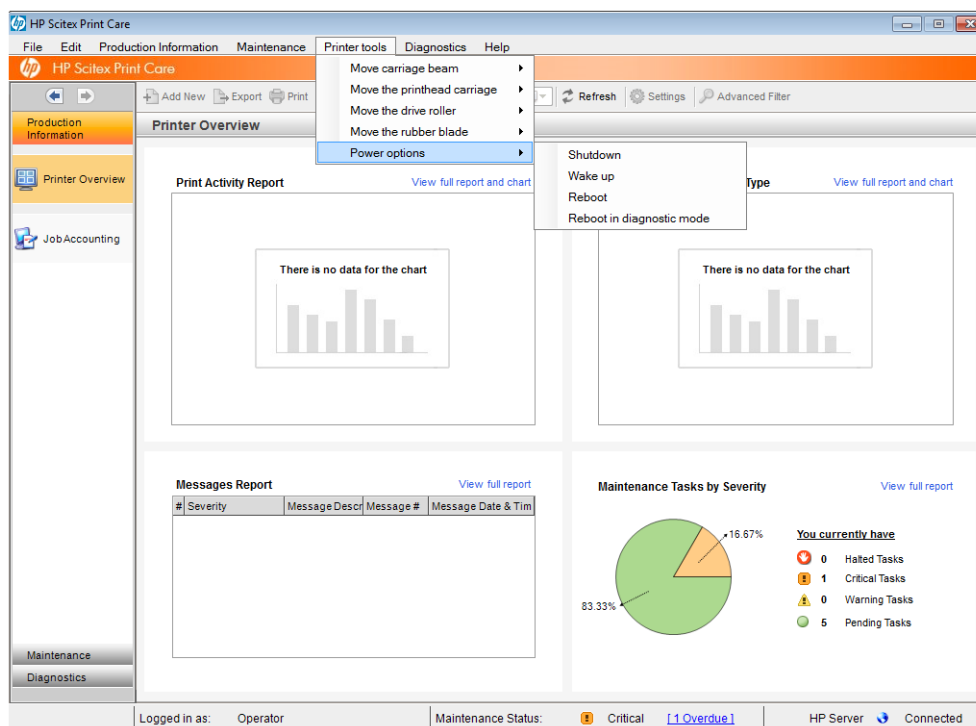 HP Scitex Print Care
File Edit Production Information Maintenance Printer tools Diagnostics Help
HP Scitex Print Care
Move carriage beam
Move the printhead carriage
Move the drive roller
Move the rubber blade
Power options
Shutdown
Wake up
Reboot
Reboot in diagnostic mode
Add New Export Print Refresh Settings Advanced Filter
Production Information
Printer Overview
Job Accounting
Maintenance
Diagnostics
Printer Overview
Print Activity Report View full report and chart
There is no data for the chart
Type View full report and chart
There is no data for the chart
Messages Report View full report
# Severity Message Descr Message # Message Date & Tim
Maintenance Tasks by Severity View full report
16.67%
83.33%
You currently have
0 Halted Tasks
1 Critical Tasks
0 Warning Tasks
5 Pending Tasks
Logged in as: Operator Maintenance Status: Critical [ 1 Overdue ] HP Server Connected